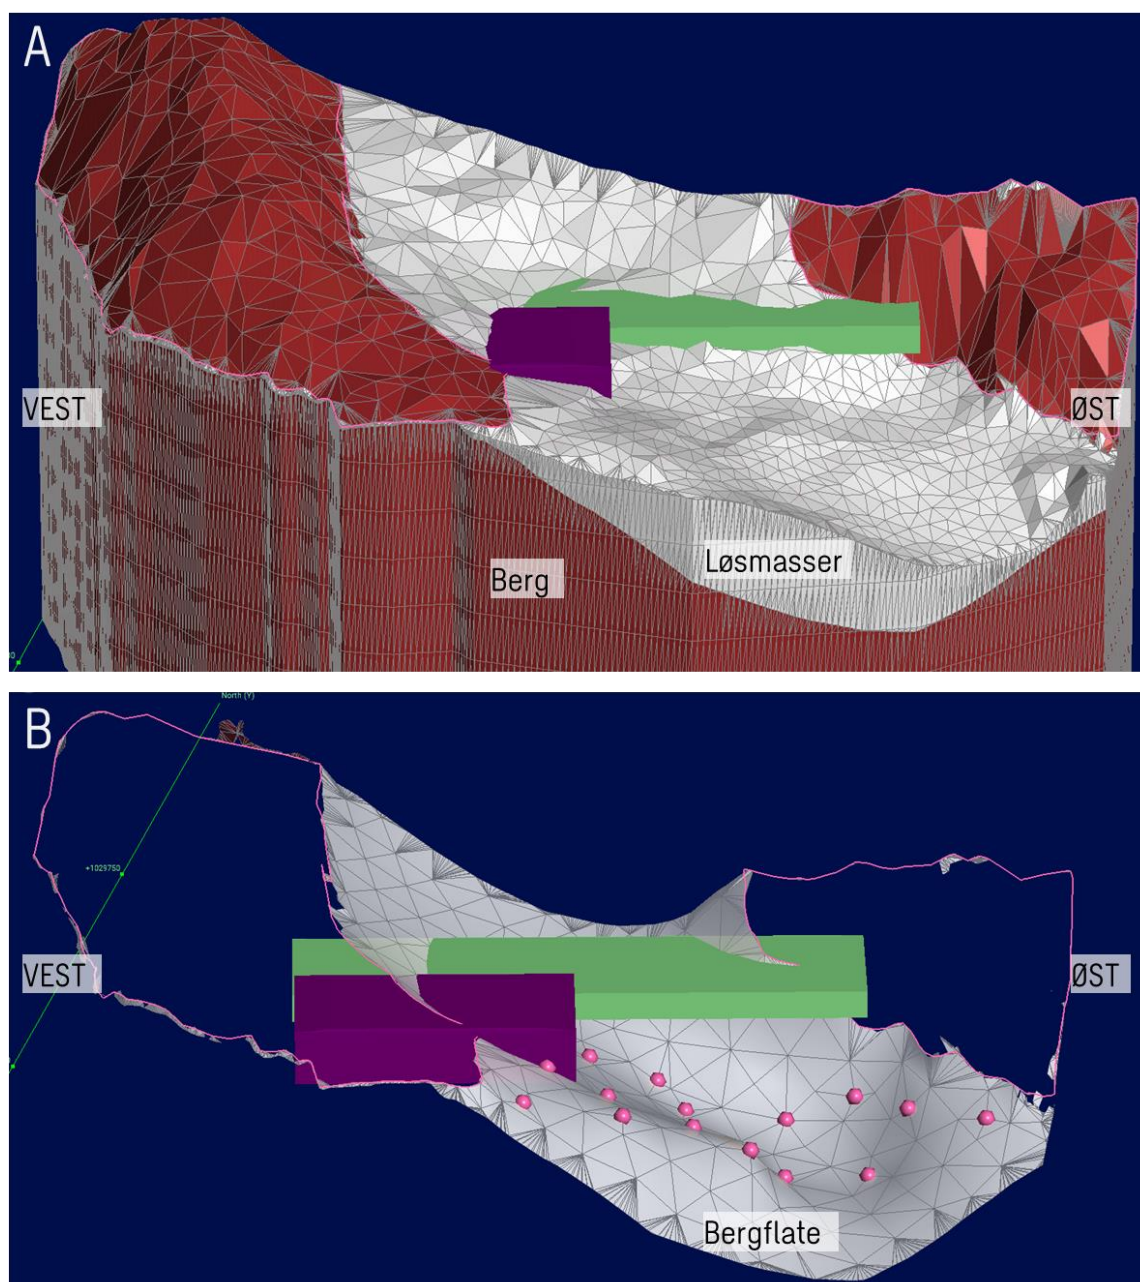 A
VEST
ØST
Løsmasser
Berg
B
North (Y)
+1029750
VEST
ØST
Bergflate